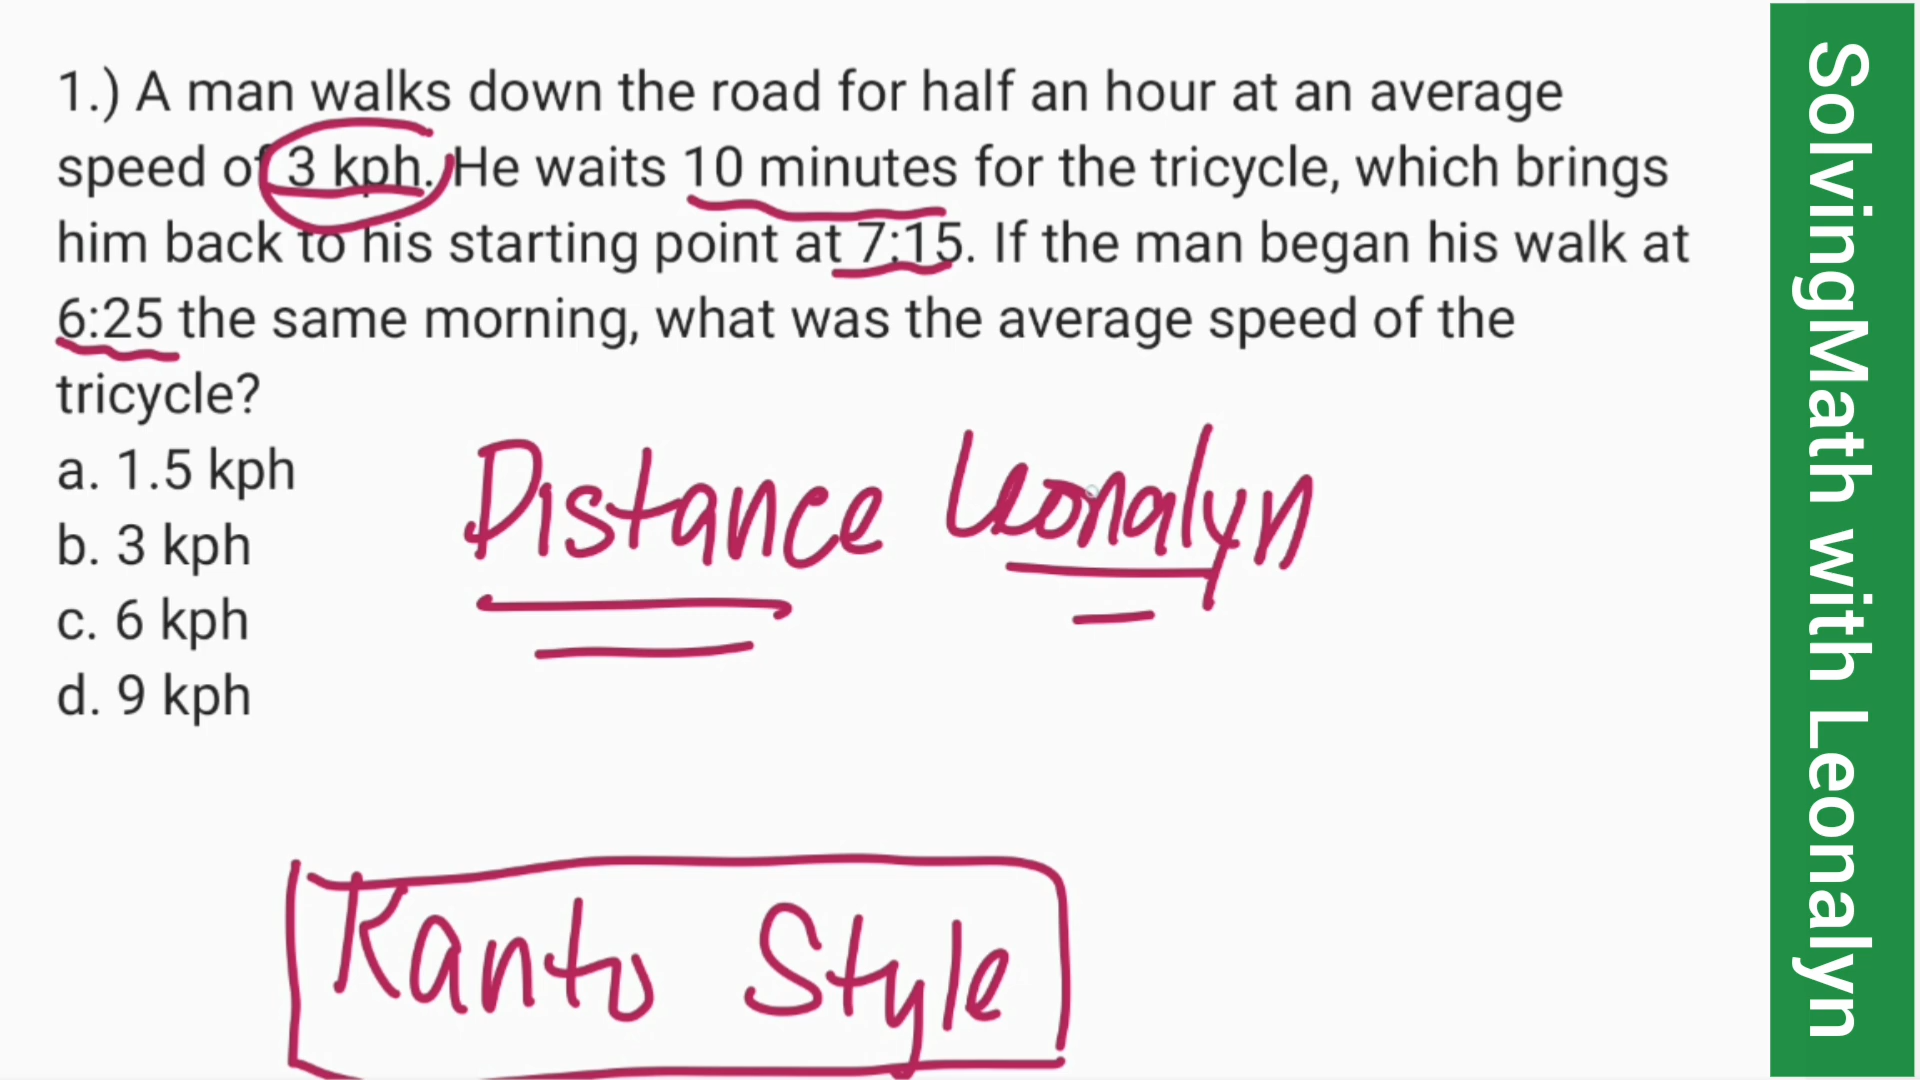 1.) A man walks down the road for half an hour at an average
speed of 3 kph. He waits 10 minutes for the tricycle, which brings
him back to his starting point at 7:15. If the man began his walk at
6:25 the same morning, what was the average speed of the
tricycle?
a. 1.5 kph
b. 3 kph
c. 6 kph
d. 9 kph
Distance Leonalyn
Kanto Style
SolvingMath with Leonalyn